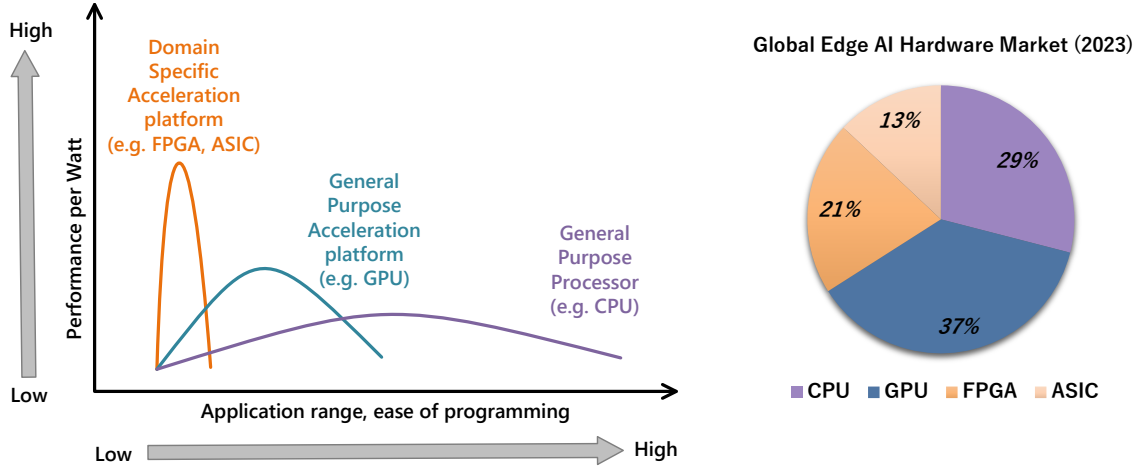 High
Low
Performance per Watt
Domain
Specific
Acceleration
platform
(e.g. FPGA, ASIC)
General
Purpose
Acceleration
platform
(e.g. GPU)
General
Purpose
Processor
(e.g. CPU)
Application range, ease of programming
Low
High
Global Edge AI Hardware Market (2023)
13%
29%
21%
37%
CPU
GPU
FPGA
ASIC